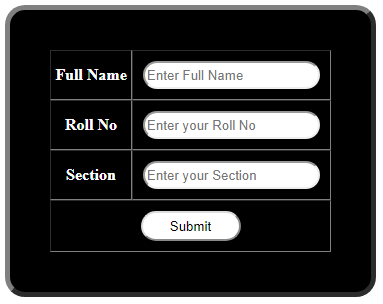 Full Name Enter Full Name
Roll No Enter your Roll No
Section Enter your Section
Submit